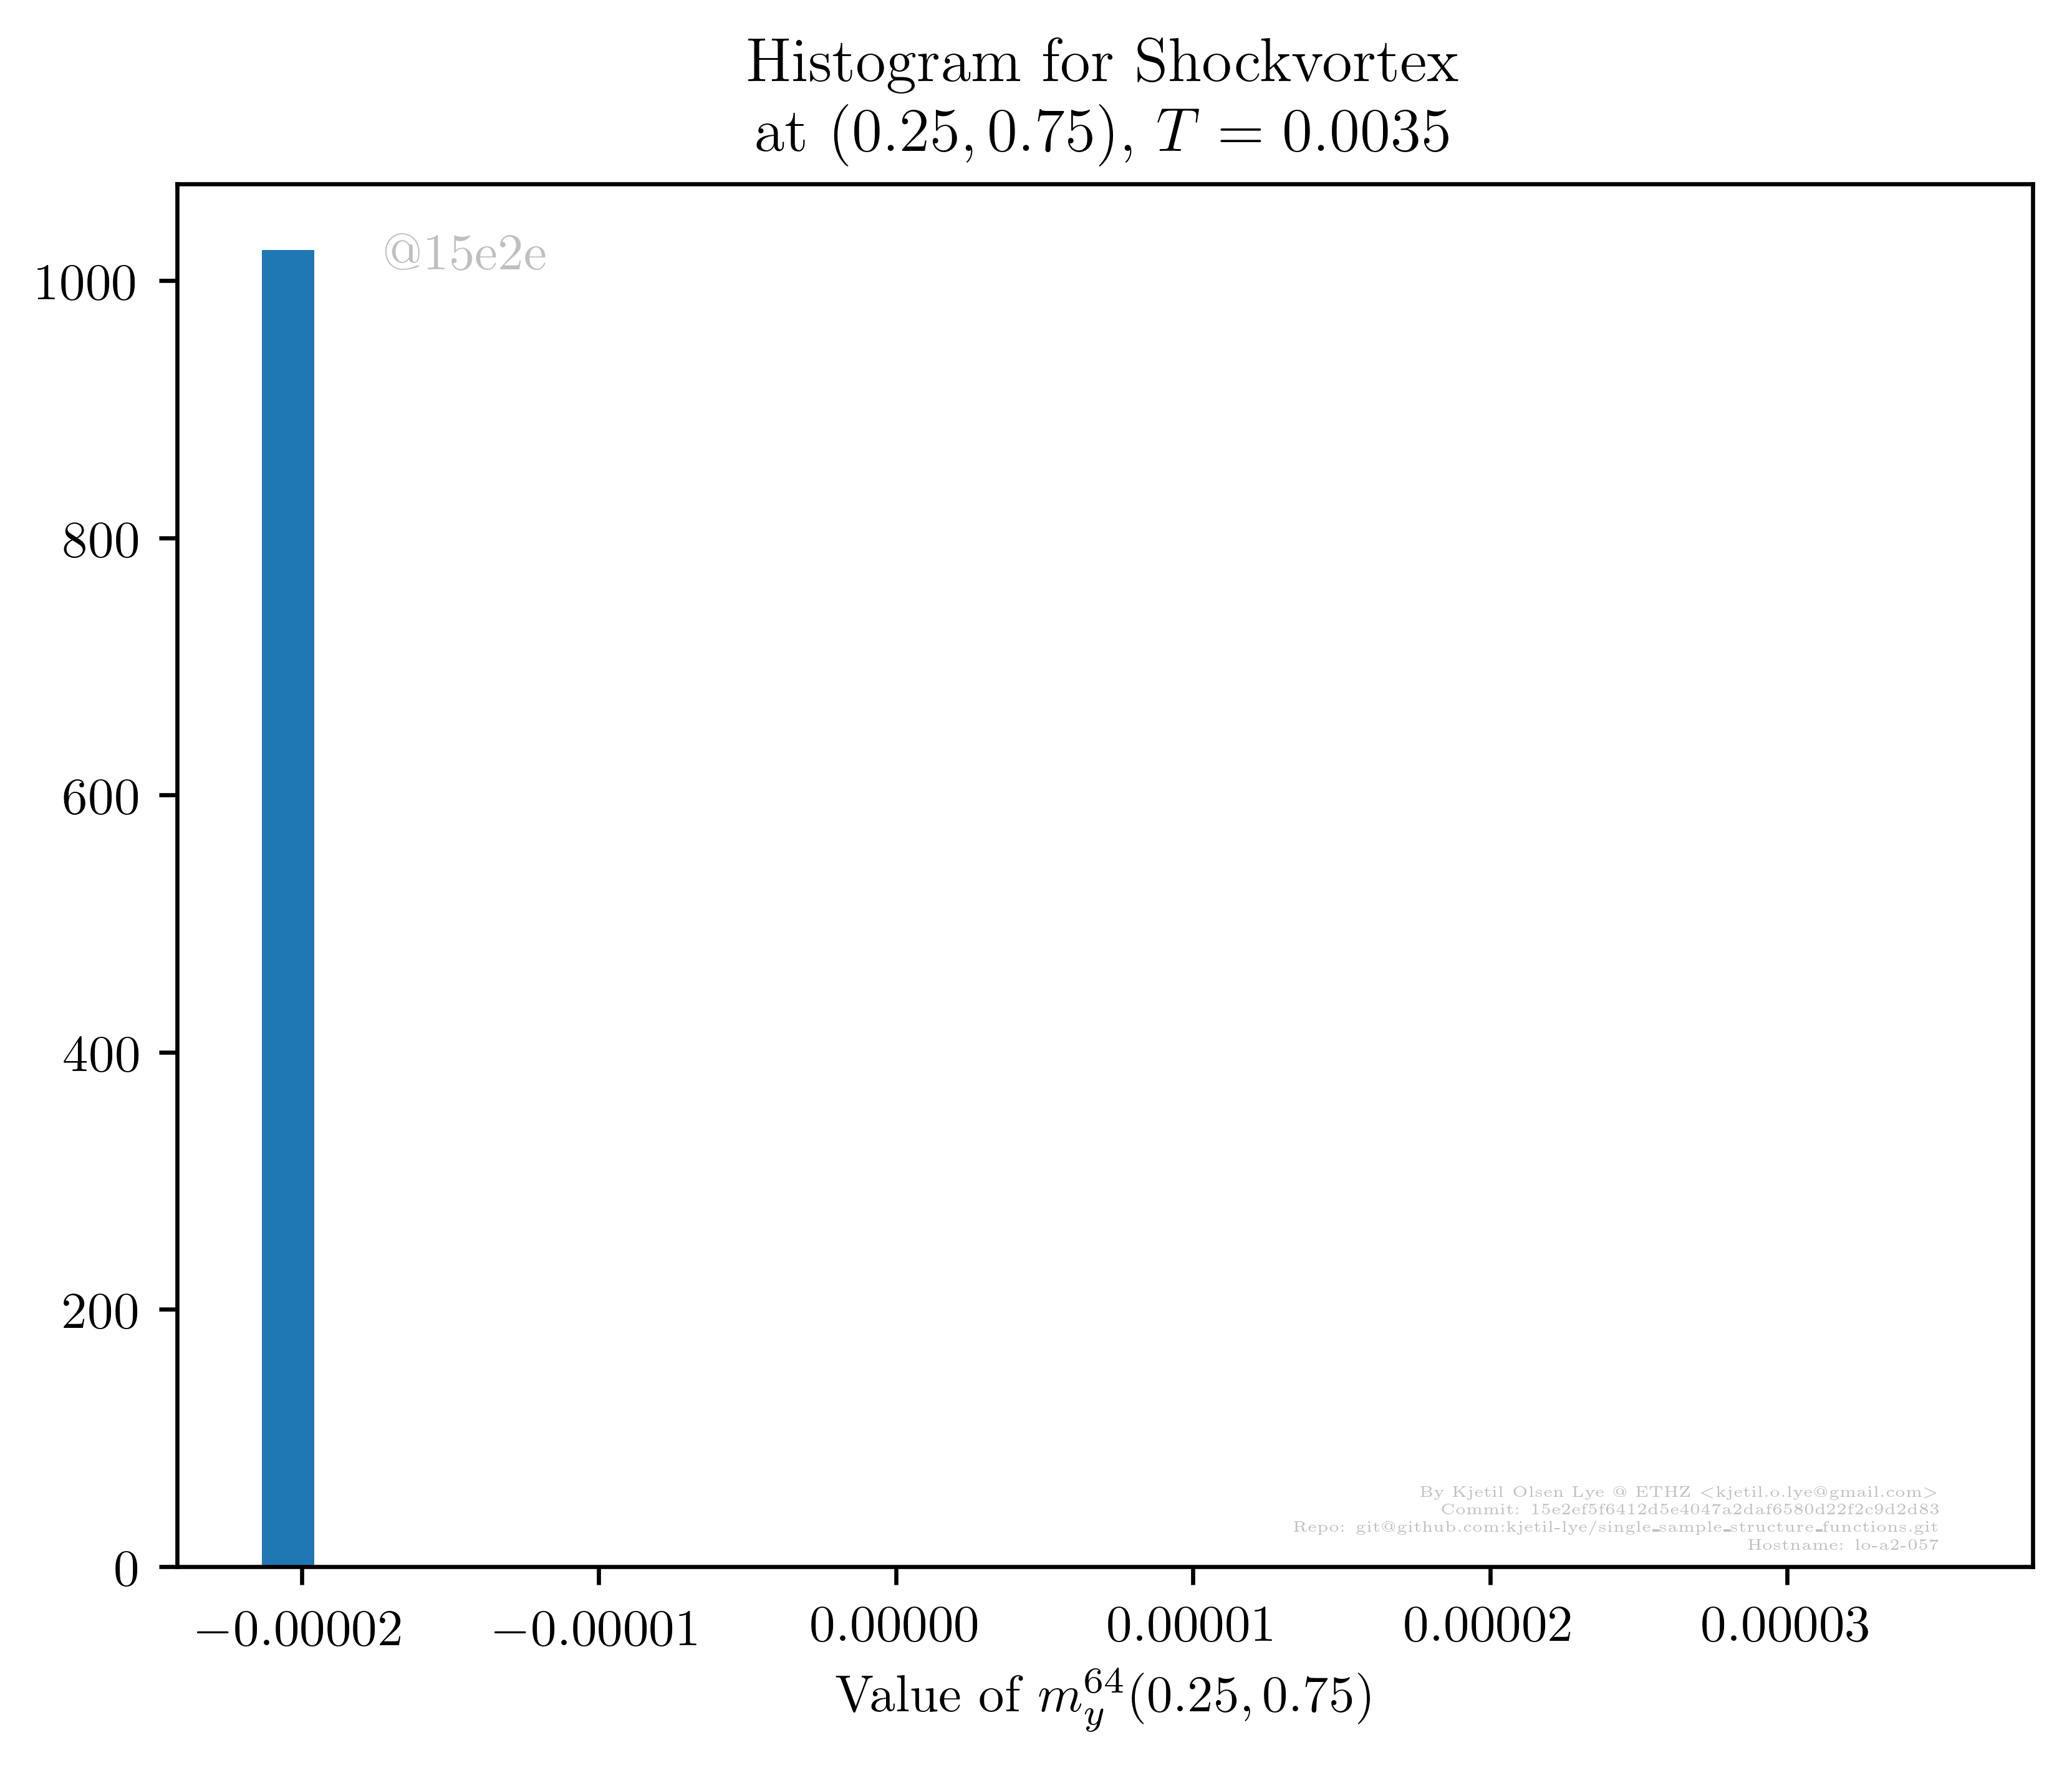 Histogram for Shockvortex
at (0.25, 0.75), T = 0.0035
@15e2e
1000
800
600
400
200
0
−0.00002 −0.00001 0.00000 0.00001 0.00002 0.00003
Value of m_y^{64}(0.25, 0.75)
By Kjetil Olsen Lye @ ETHZ <kjetil.o.lye@gmail.com>
Commit: 15e2ef5f6412d5e4047a2daf6580d22f2c9d2d83
Repo: git@github.com:kjetil-lye/single_sample_structure_functions.git
Hostname: lo-a2-057